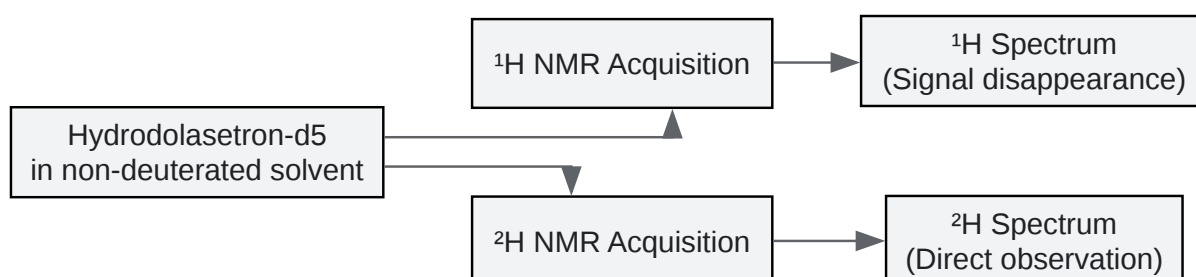 ¹H NMR Acquisition
¹H Spectrum
(Signal disappearance)
Hydrodolasetron-d5
in non-deuterated solvent
²H NMR Acquisition
²H Spectrum
(Direct observation)